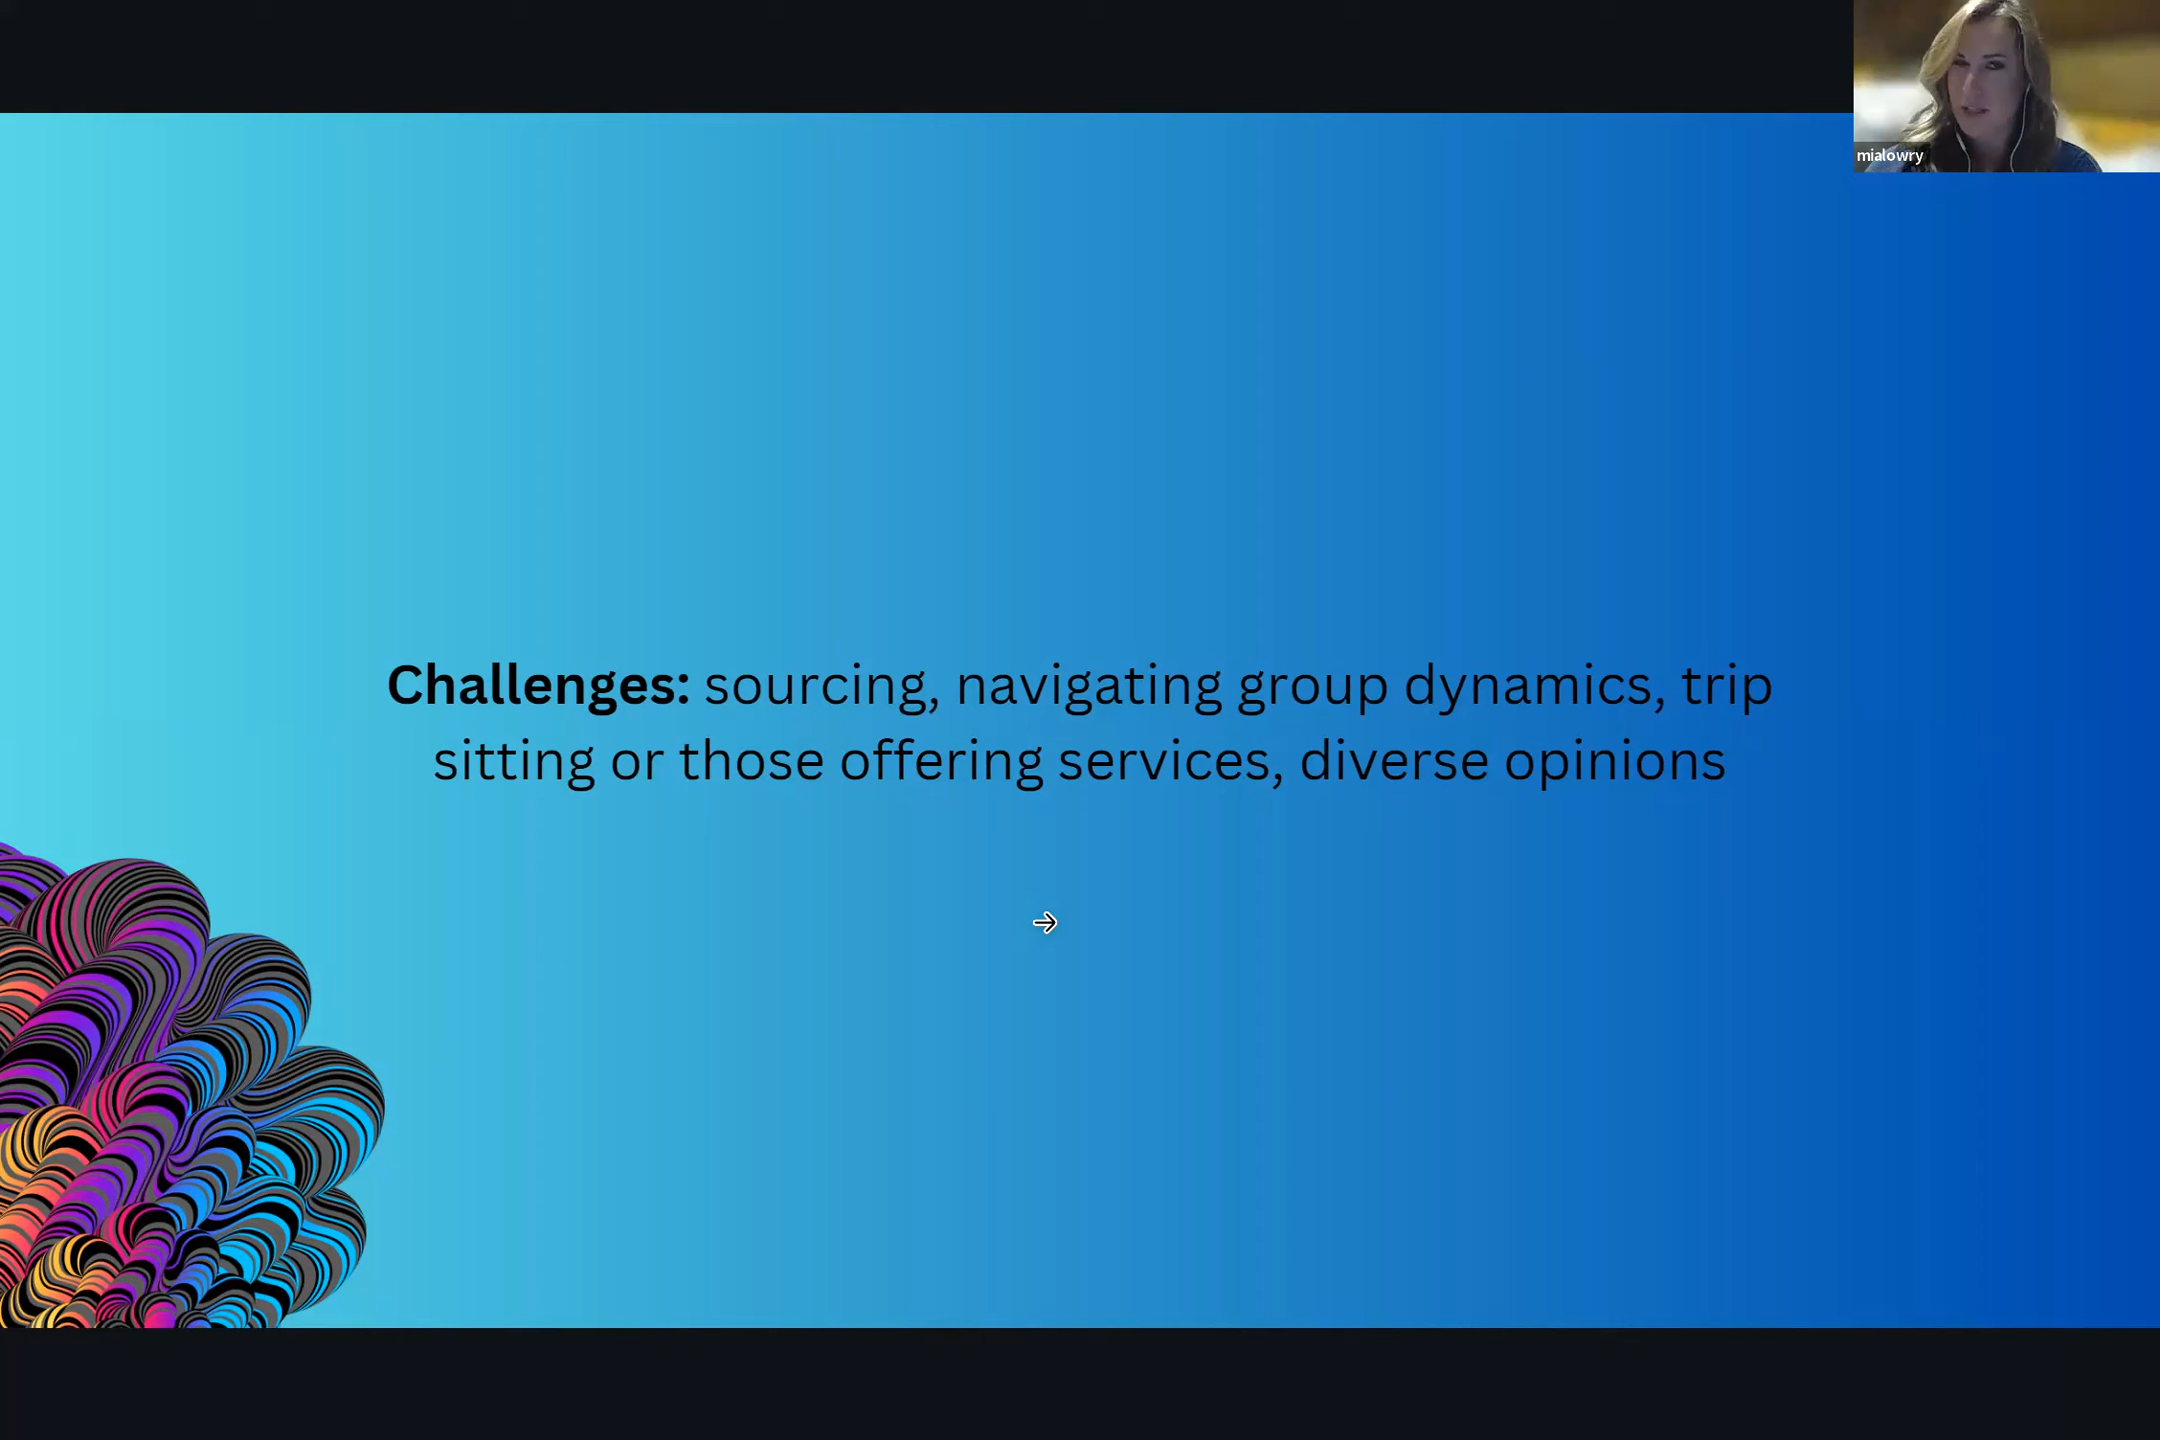 mialowry
Challenges: sourcing, navigating group dynamics, trip
sitting or those offering services, diverse opinions